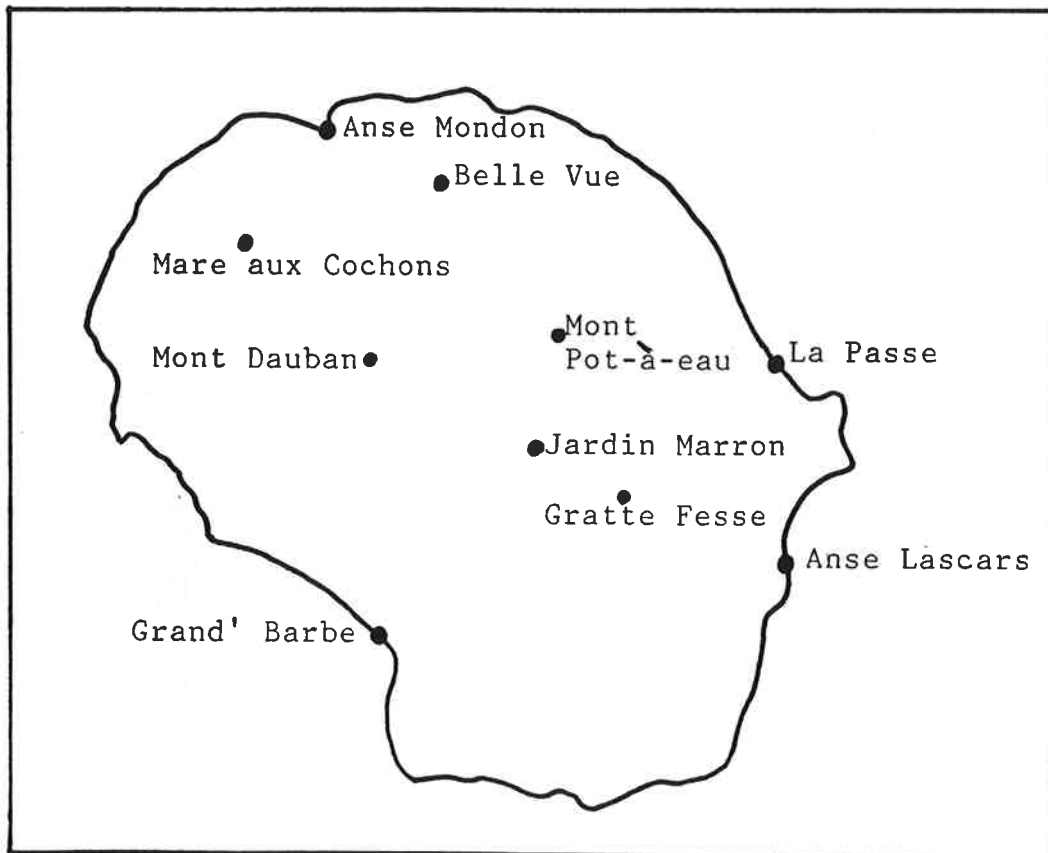 Anse Mondon
Belle Vue
Mare aux Cochons
Mont
Pot-à-eau
Mont Dauban
La Passe
Jardin Marron
Gratte Fesse
Anse Lascars
Grand' Barbe